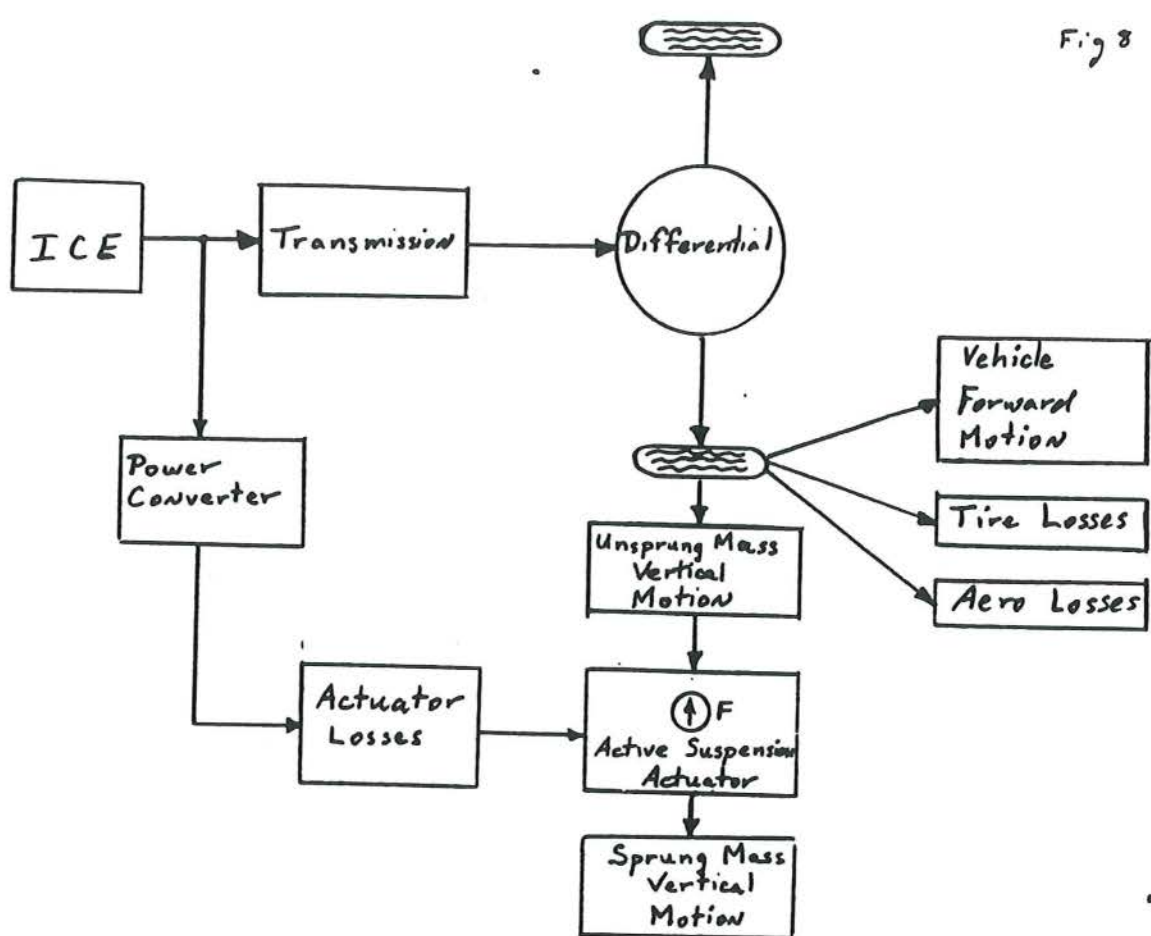 Fig 8
ICE
Transmission
Differential
Vehicle
Forward
Motion
Power
Converter
Tire Losses
Unsprung Mass
Vertical
Motion
Aero Losses
Actuator
Losses
F
Active Suspension
Actuator
Sprung Mass
Vertical
Motion